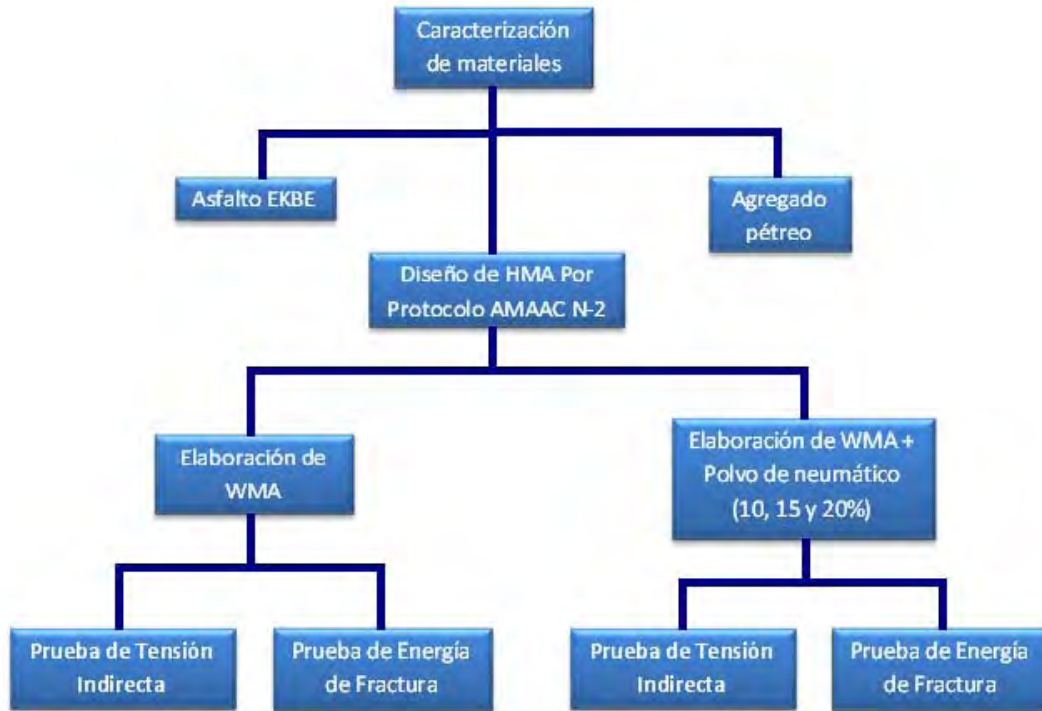 Caracterización
de materiales
Asfalto EKBE
Agregado
pétreo
Diseño de HMA Por
Protocolo AMAAC N-2
Elaboración de
WMA
Elaboración de WMA +
Polvo de neumático
(10, 15 y 20%)
Prueba de Tensión
Indirecta
Prueba de Energía
de Fractura
Prueba de Tensión
Indirecta
Prueba de Energía
de Fractura